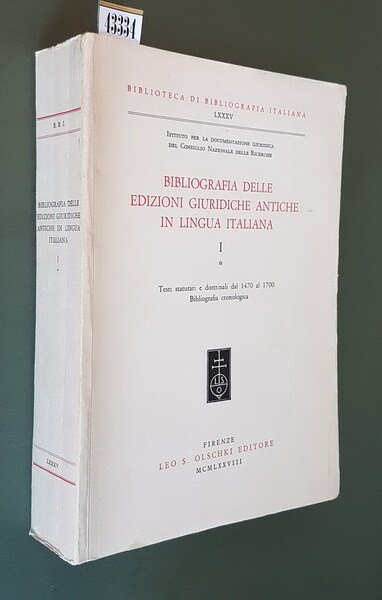 43334
BIBLIOTECA DI BIBLIOGRAFIA ITALIANA
LXXXV
ISTITUTO PER LA DOCUMENTAZIONE GIURIDICA
DEL CONSIGLIO NAZIONALE DELLE RICERCHE
BIBLIOGRAFIA DELLE
EDIZIONI GIURIDICHE ANTICHE
IN LINGUA ITALIANA
I
*
Testi statutari e dottrinali dal 1470 al 1700
Bibliografia cronologica
LS
O
FIRENZE
LEO S. OLSCHKI EDITORE
MCMLXXVIII
B. B. I.
BIBLIOGRAFIA DELLE
EDIZIONI GIURIDICHE
ANTICHE IN LINGUA
ITALIANA
I
*